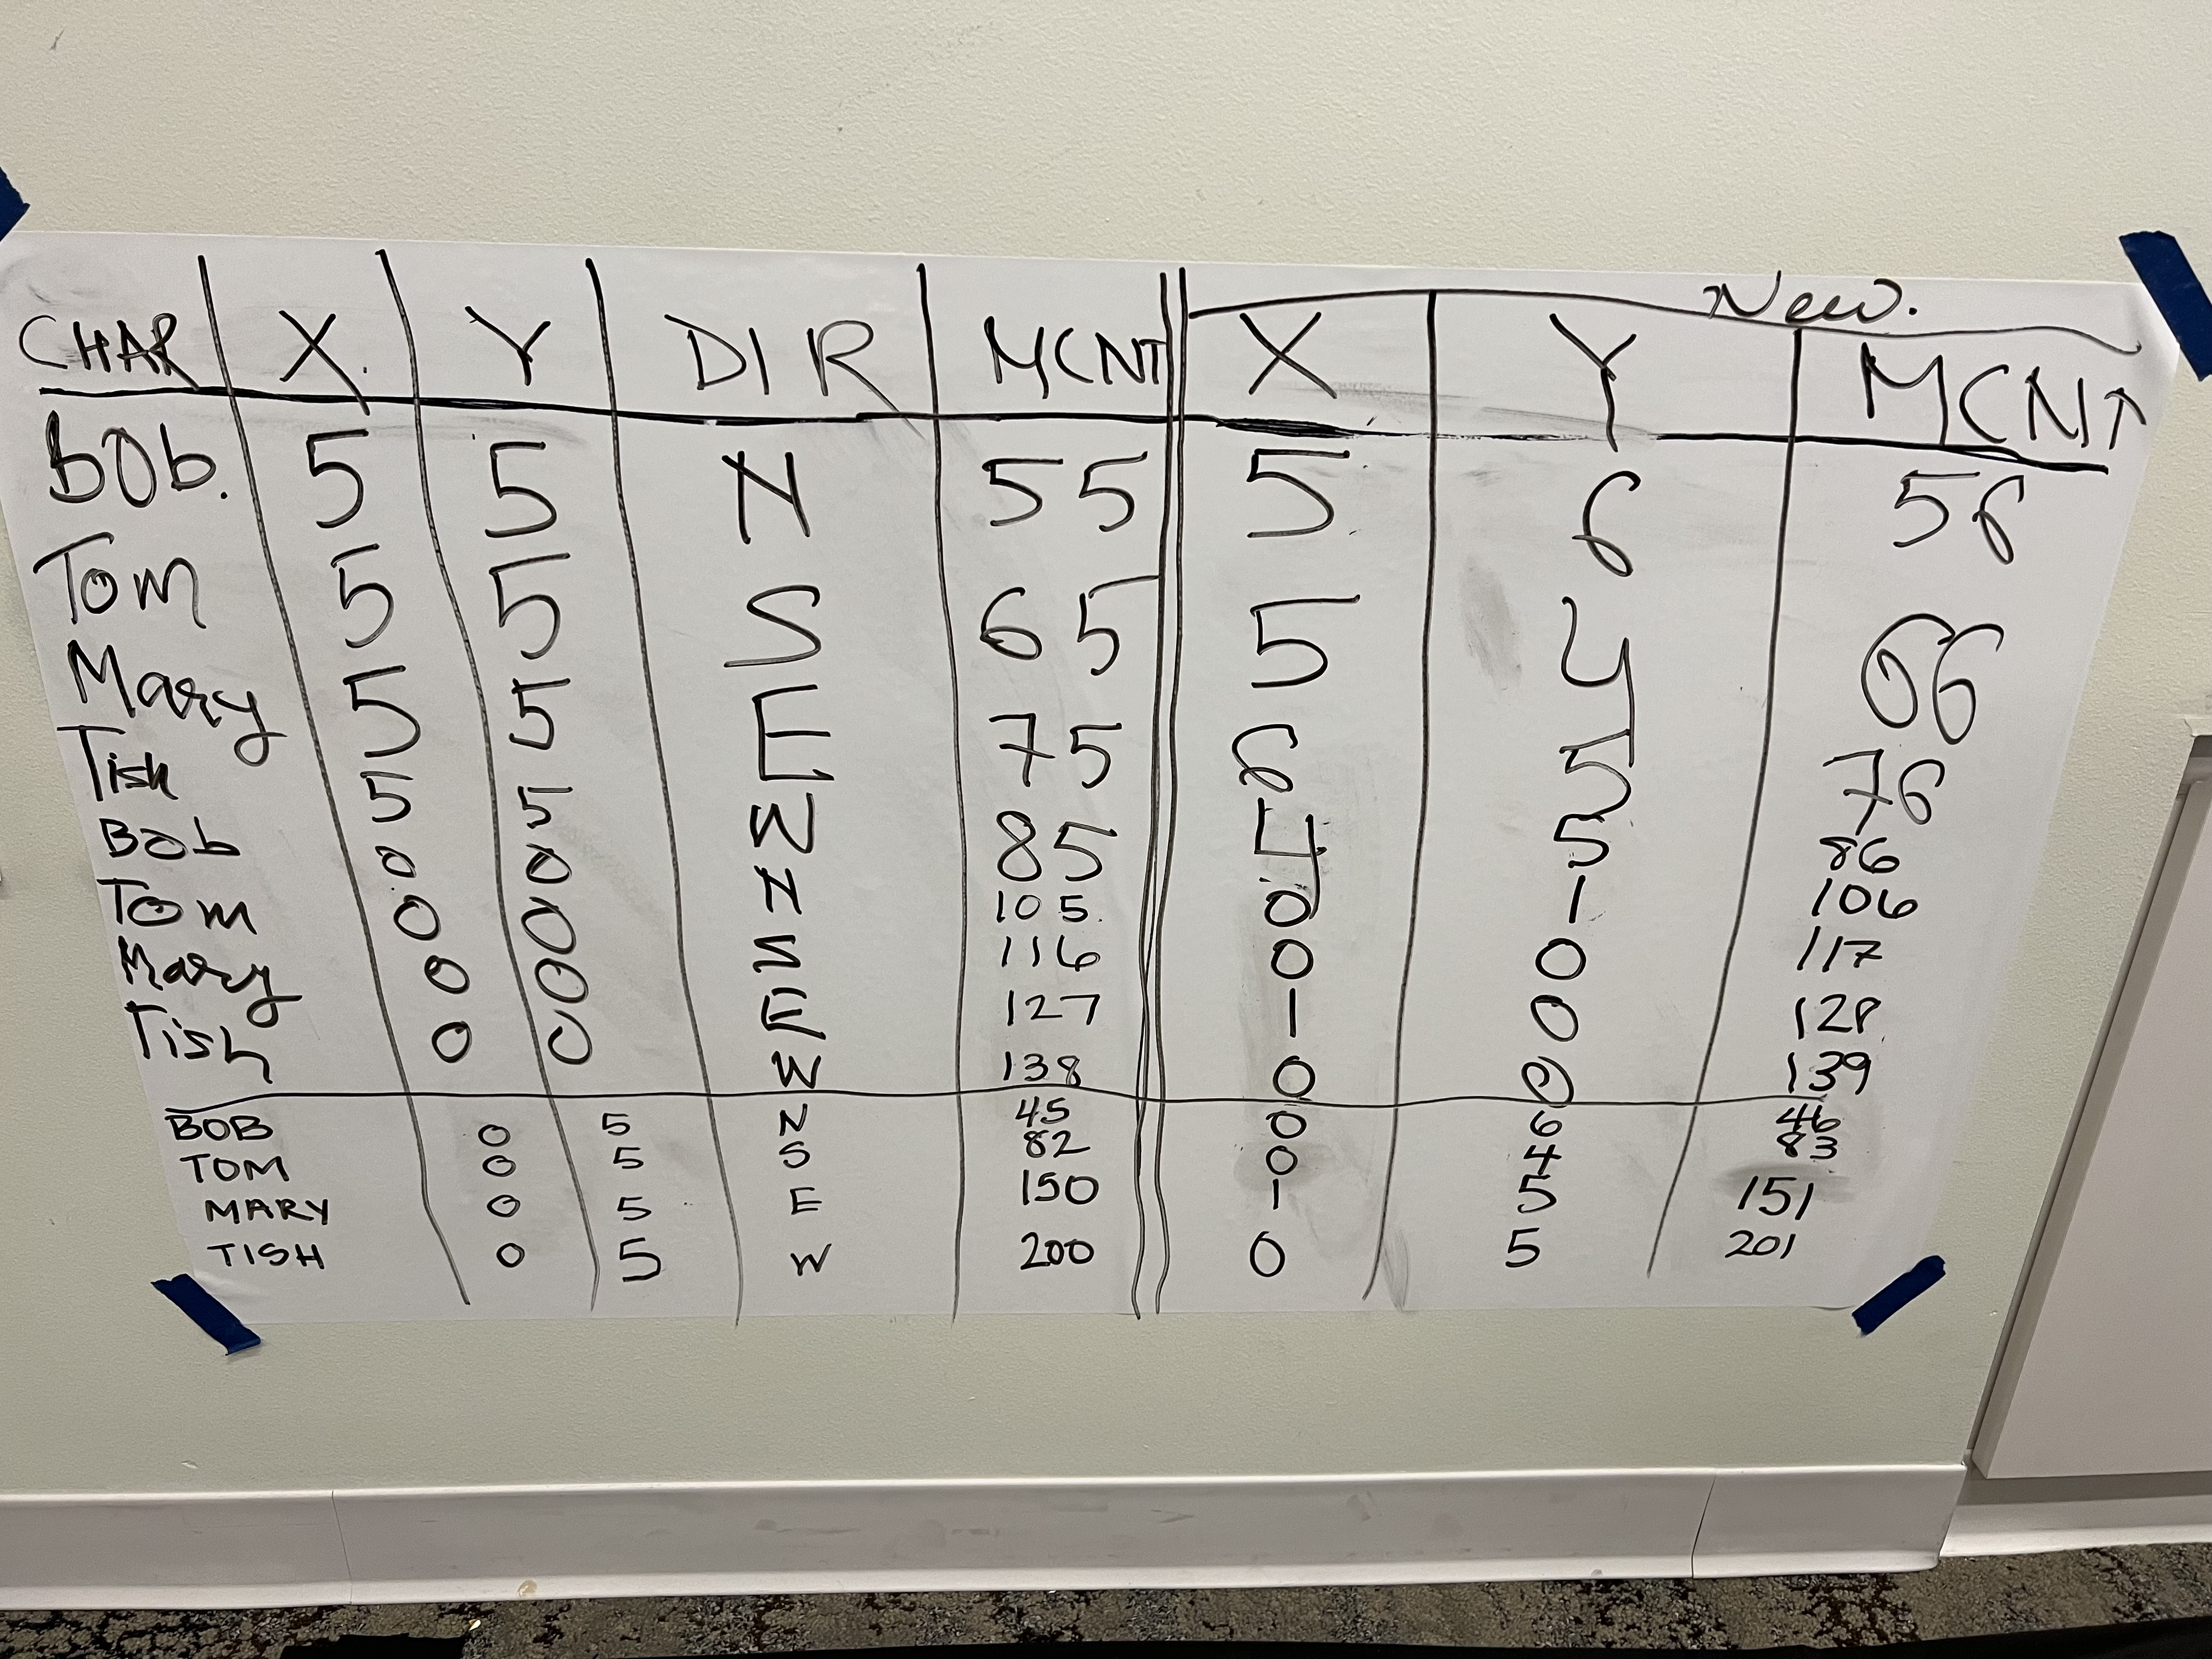 New.
CHAR X. Y DIR MCNT X Y MCNT
BOb. 5 5 N 55 5 6 56
Tom 5 5 S 65 5 4 66
Mary 5 5 E 75 6 5 76
Tish 5 5 W 85 4 5 86
Bob 0 0 N 105. 0 1 106
Tom 0 0 S 116 0 0 117
Mary 0 0 E 127 1 0 128
Tish 0 0 W 138 0 0 139
BOB 0 5 N 45 0 6 46
TOM 0 5 S 82 0 4 83
MARY 0 5 E 150 1 5 151
TISH 0 5 W 200 0 5 201